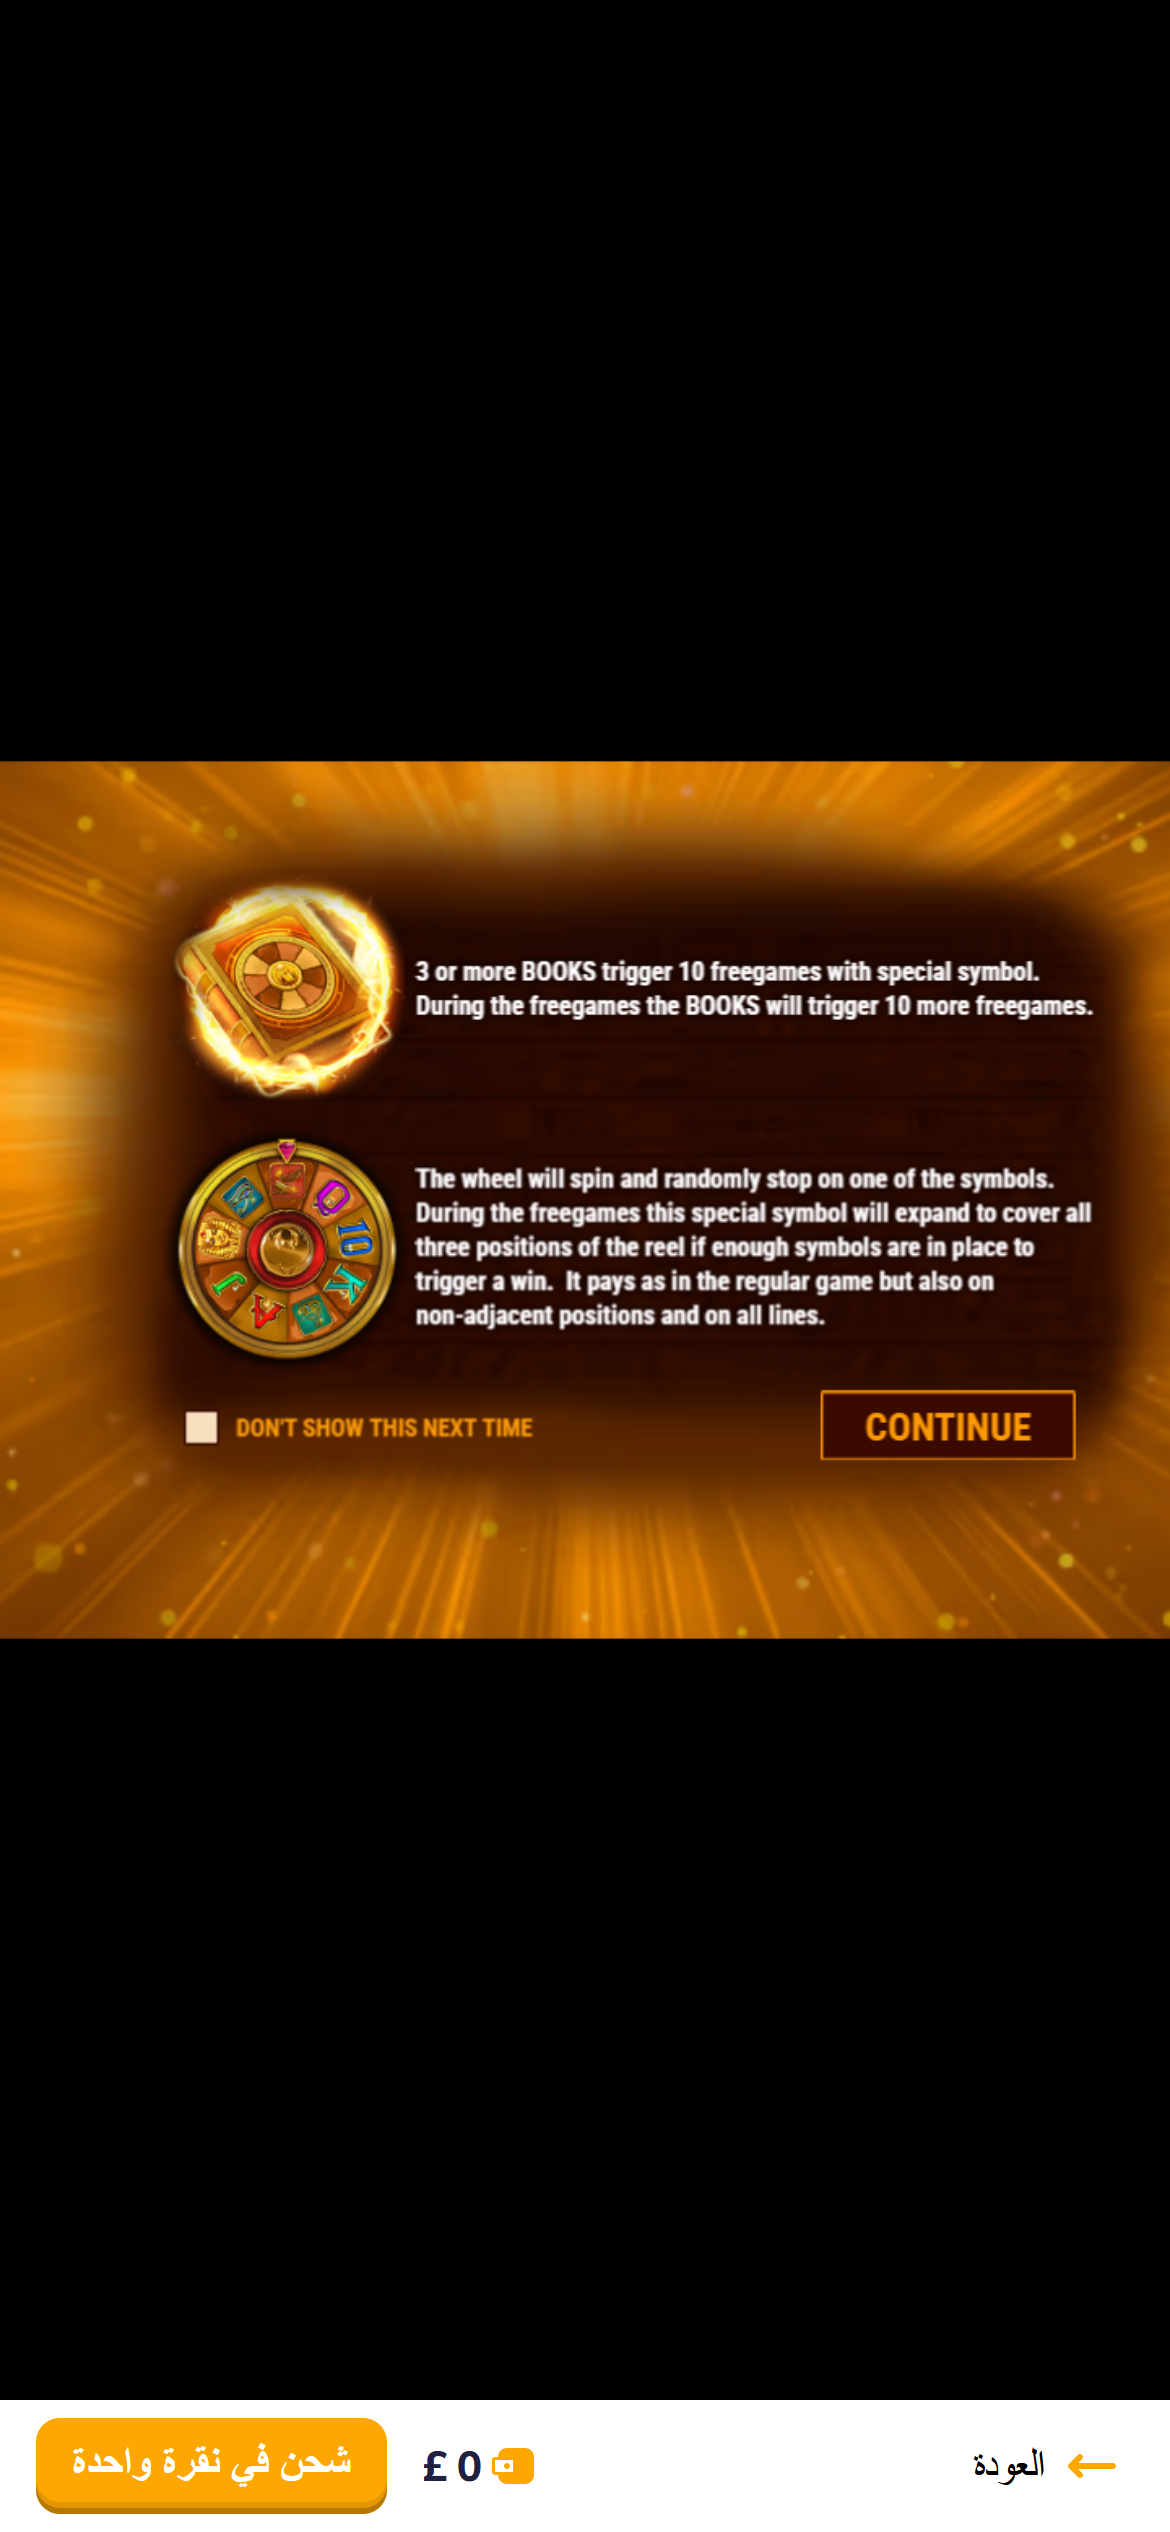 3 or more BOOKS trigger 10 freegames with special symbol.
During the freegames the BOOKS will trigger 10 more freegames.
The wheel will spin and randomly stop on one of the symbols.
During the freegames this special symbol will expand to cover all
three positions of the reel if enough symbols are in place to
trigger a win. It pays as in the regular game but also on
non-adjacent positions and on all lines.
Q
10
K
A
J
DON'T SHOW THIS NEXT TIME
CONTINUE
العودة
£ 0
شحن في نقرة واحدة